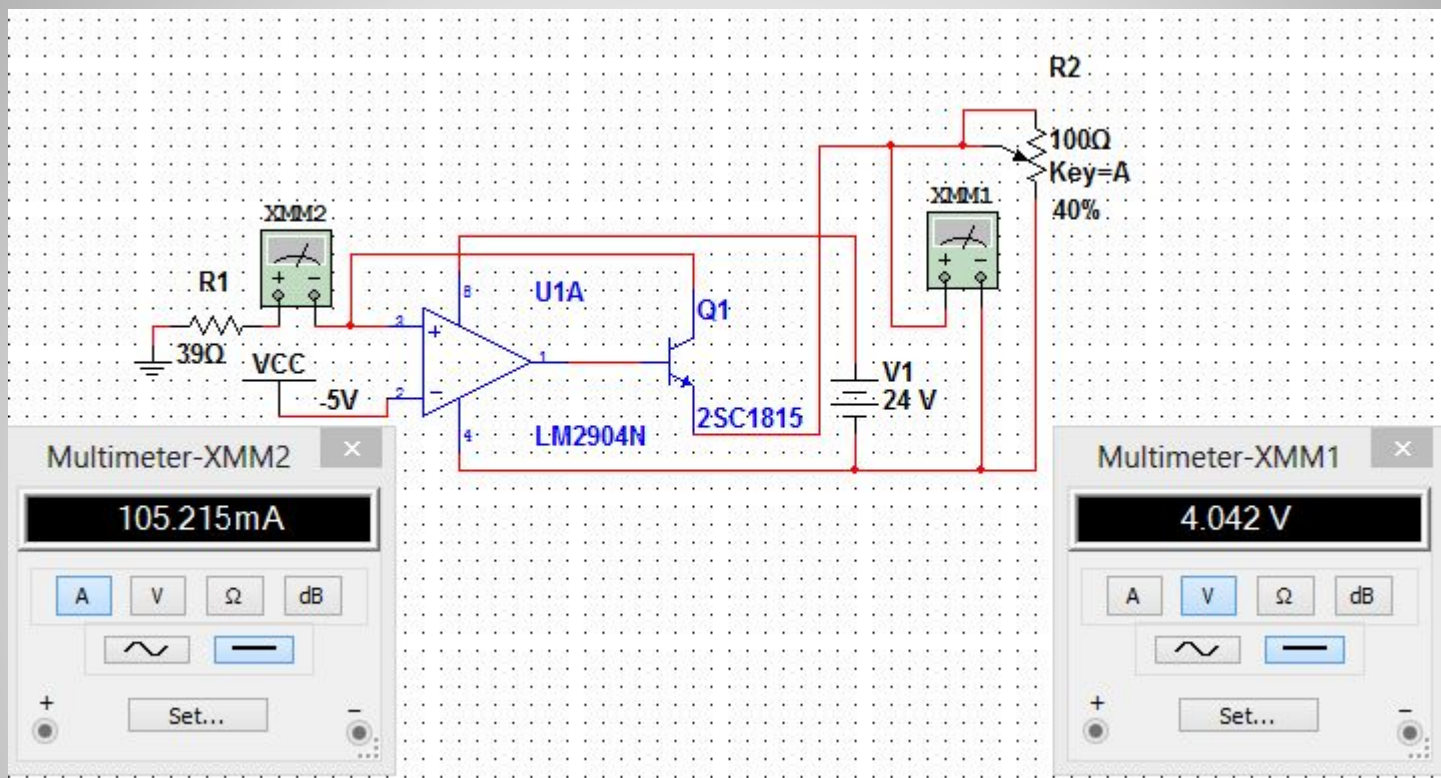 R2
100Ω
Key=A
40%
XMM1
+ −
XMM2
+ −
R1
39Ω
VCC
-5V
8
U1A
3
+
2
−
1
4
LM2904N
Q1
2SC1815
V1
24 V
Multimeter-XMM2 ×
105.215mA
A V Ω dB
+ Set... −
Multimeter-XMM1 ×
4.042 V
A V Ω dB
+ Set... −